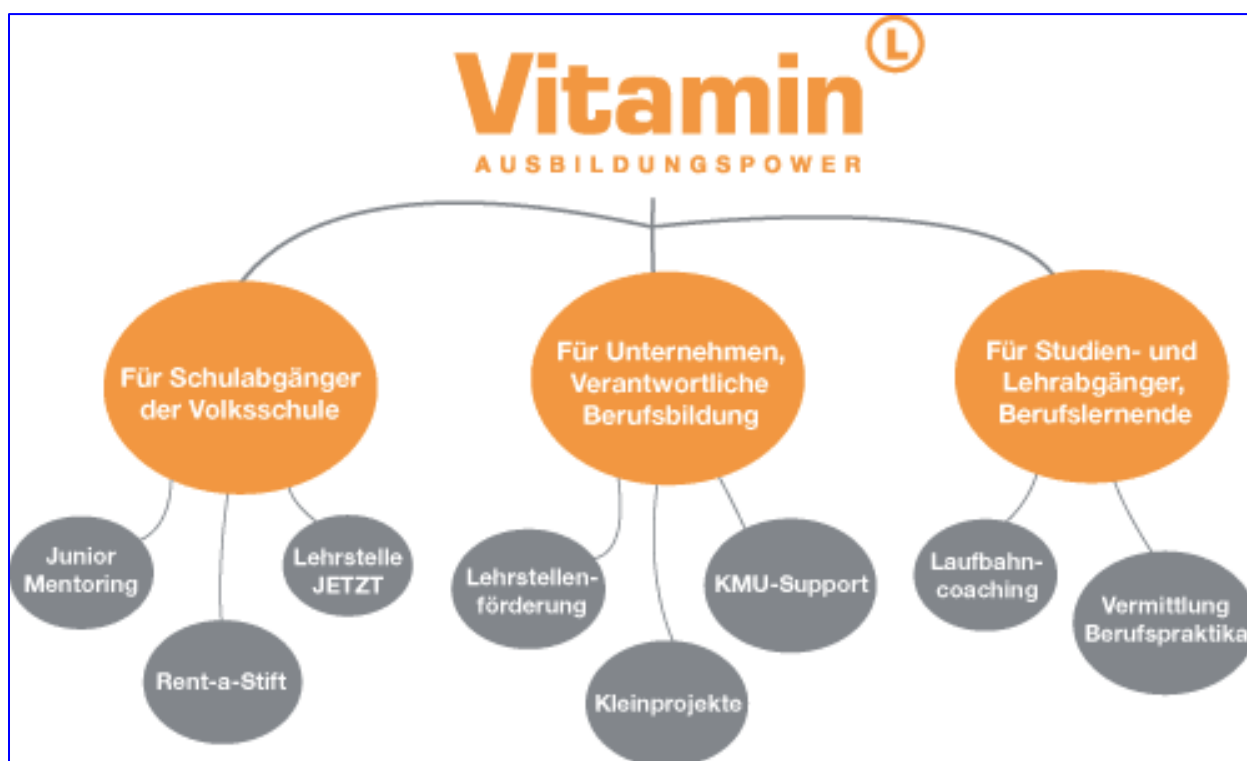 Vitamin L
AUSBILDUNGSPOWER
Für Schulabgänger
der Volksschule
Für Unternehmen,
Verantwortliche
Berufsbildung
Für Studien- und
Lehrabgänger,
Berufslernende
Junior
Mentoring
Rent-a-Stift
Lehrstelle
JETZT
Lehrstellen-
förderung
Kleinprojekte
KMU-Support
Laufbahn-
coaching
Vermittlung
Berufspraktika